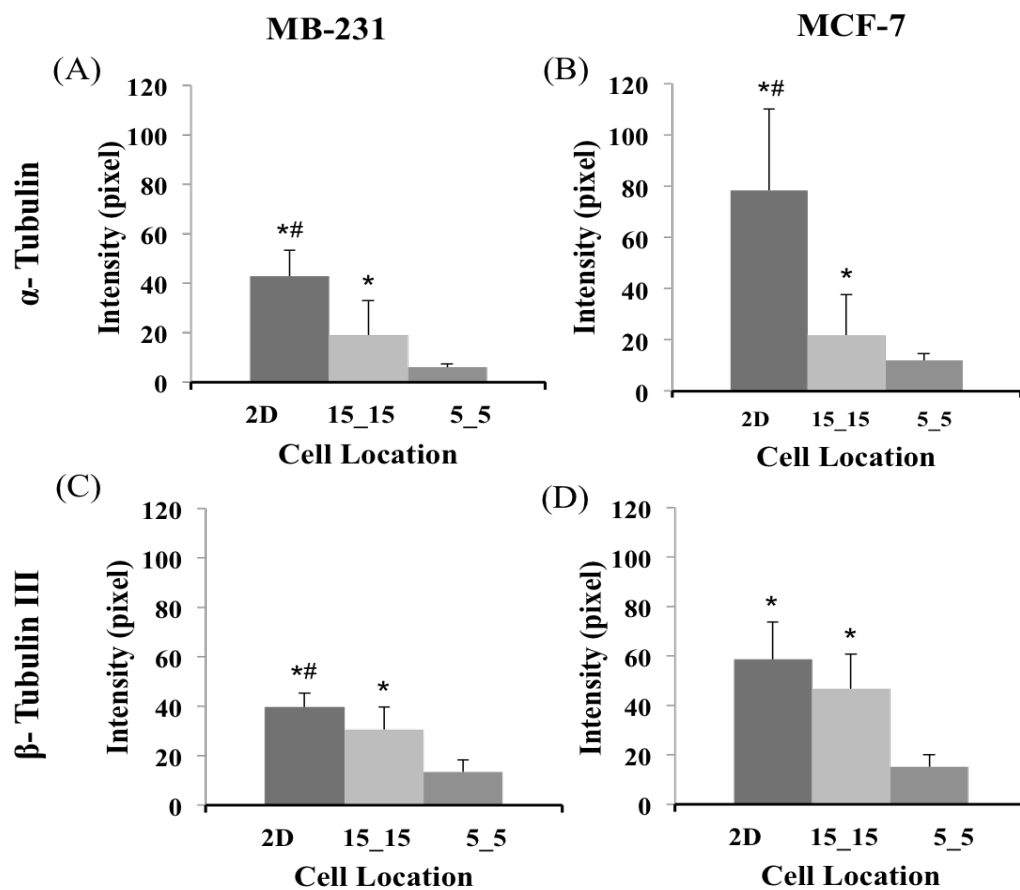 MB-231
MCF-7
(A)
α- Tubulin
Intensity (pixel)
120
100
80
60
40
20
0
*#
*
2D 15_15 5_5
Cell Location
(B)
Intensity (pixel)
120
100
80
60
40
20
0
*#
*
2D 15_15 5_5
Cell Location
(C)
β- Tubulin III
Intensity (pixel)
120
100
80
60
40
20
0
*#
*
2D 15_15 5_5
Cell Location
(D)
Intensity (pixel)
120
100
80
60
40
20
0
*
*
2D 15_15 5_5
Cell Location